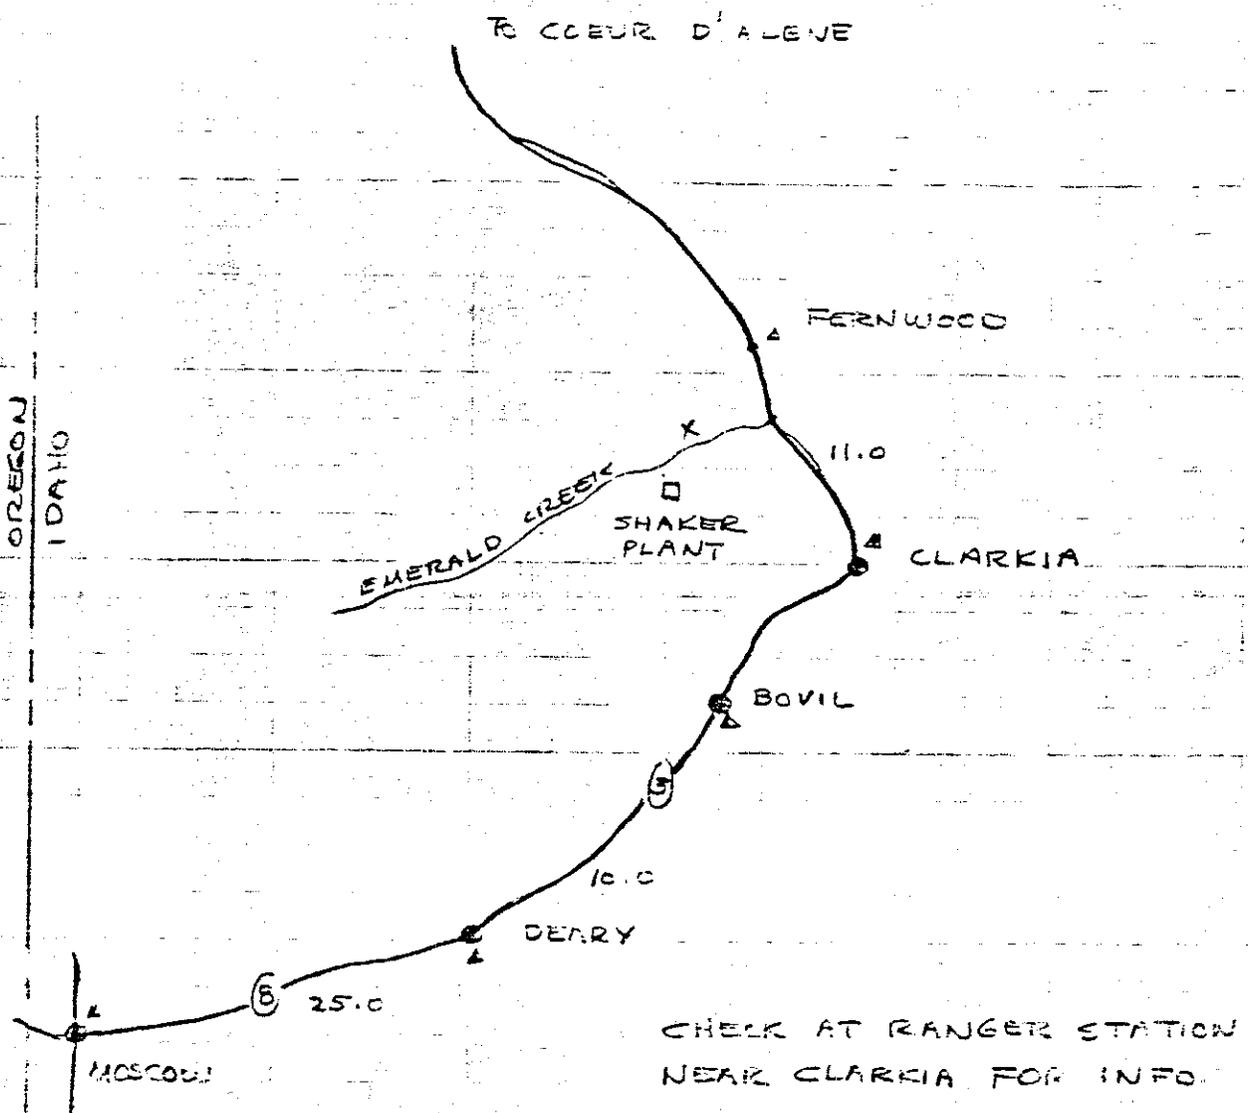 TO COEUR D'ALENE
FERNWOOD
11.0
OREGON
IDAHO
EMERALD CREEK
SHAKER
PLANT
CLARKIA
BOVIL
3
10.0
DEARY
8
25.0
MOSCOW
CHECK AT RANGER STATION
NEAR CLARKIA FOR INFO.
X